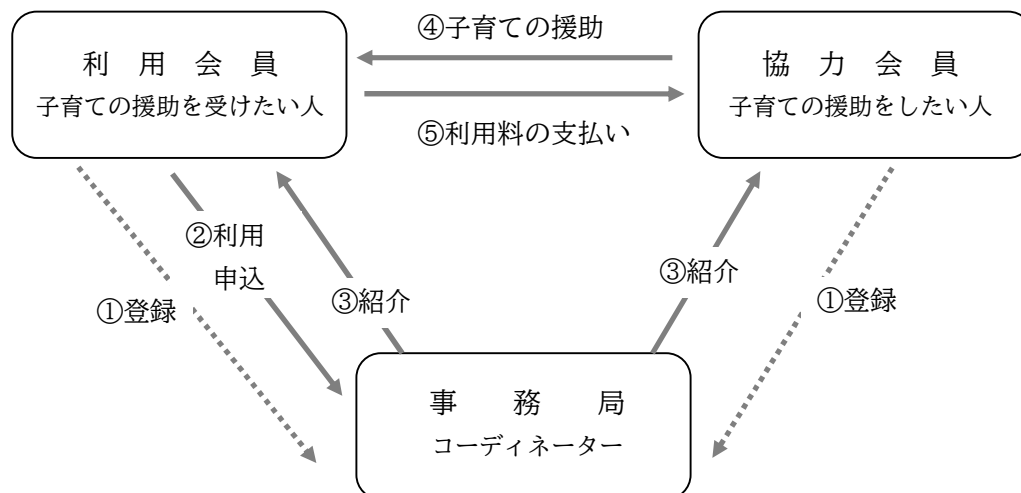 ④子育ての援助
利用会員
子育ての援助を受けたい人
協力会員
子育ての援助をしたい人
⑤利用料の支払い
②利用
申込
③紹介
③紹介
①登録
①登録
事務局
コーディネーター